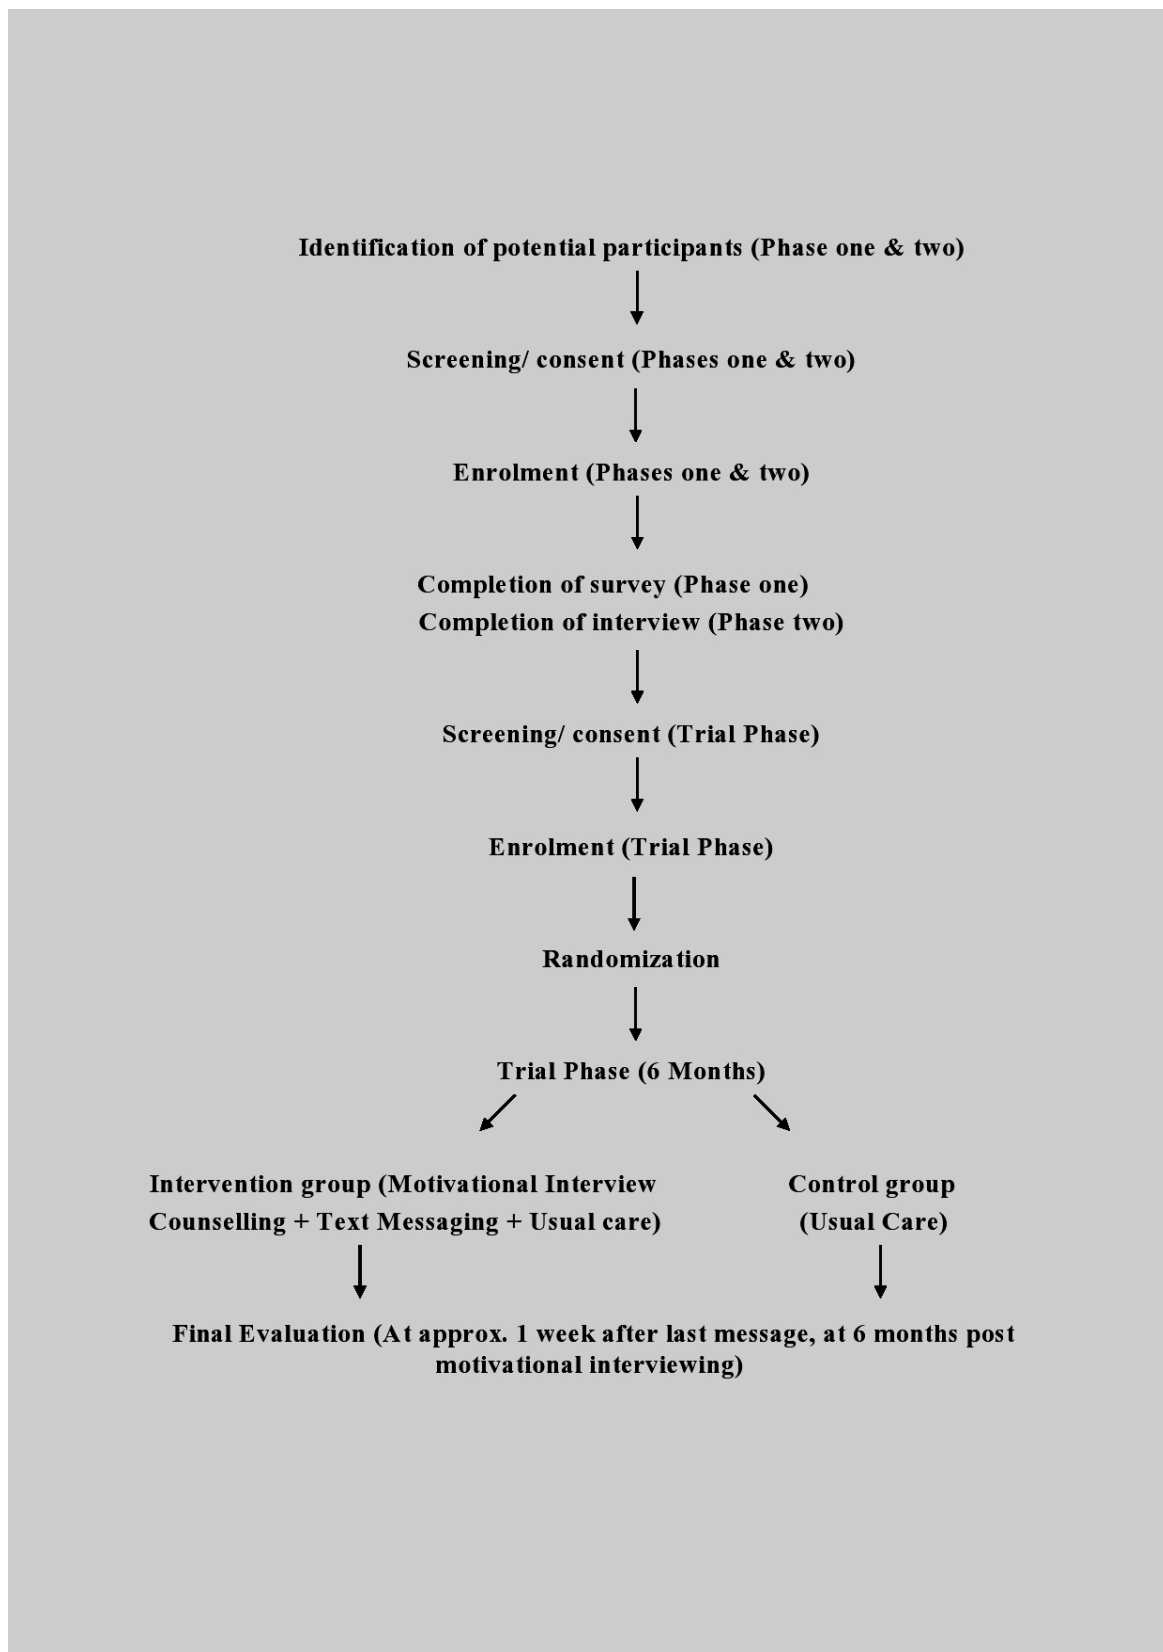 Identification of potential participants (Phase one & two)
Screening/ consent (Phases one & two)
Enrolment (Phases one & two)
Completion of survey (Phase one)
Completion of interview (Phase two)
Screening/ consent (Trial Phase)
Enrolment (Trial Phase)
Randomization
Trial Phase (6 Months)
Intervention group (Motivational Interview
Counselling + Text Messaging + Usual care)
Control group
(Usual Care)
Final Evaluation (At approx. 1 week after last message, at 6 months post
motivational interviewing)